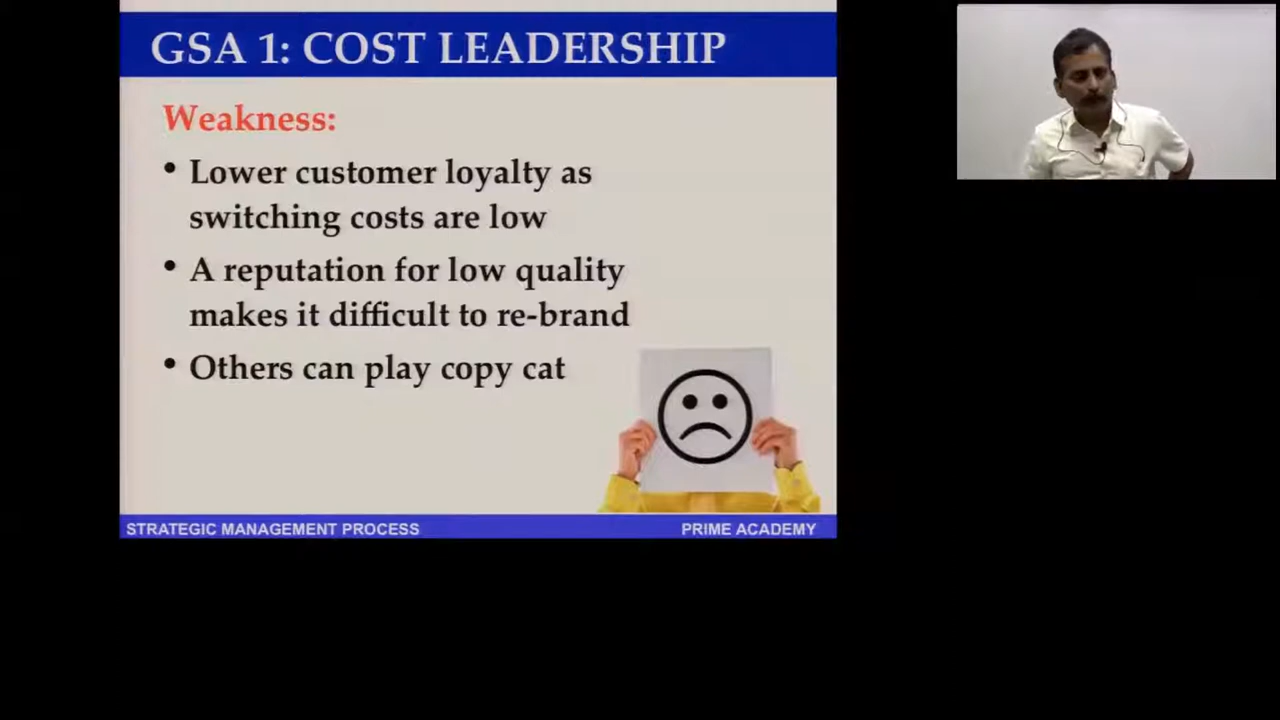 GSA 1: COST LEADERSHIP
Weakness:
• Lower customer loyalty as
switching costs are low
• A reputation for low quality
makes it difficult to re-brand
• Others can play copy cat
STRATEGIC MANAGEMENT PROCESS
PRIME ACADEMY